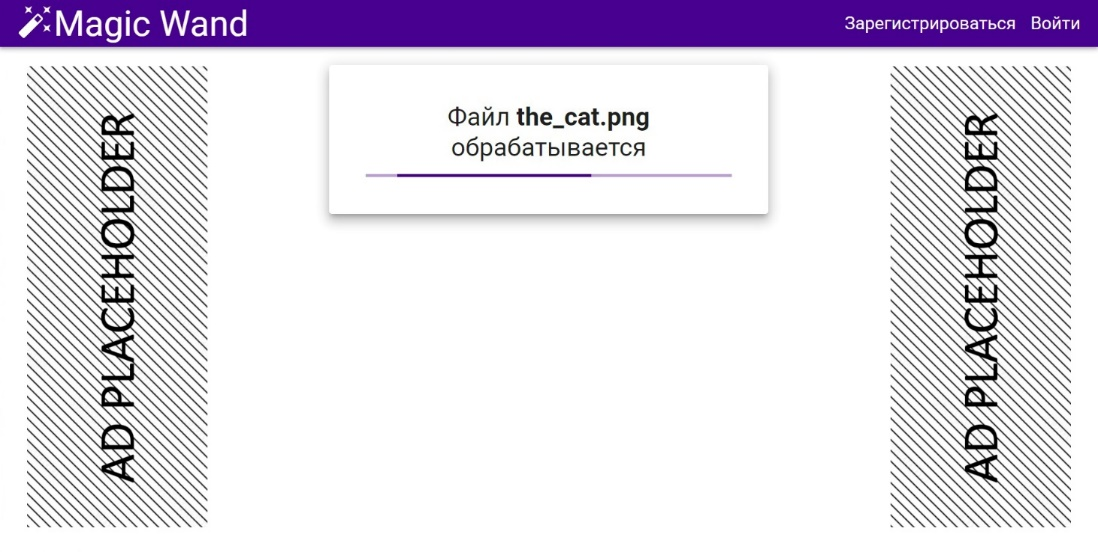 Magic Wand
Зарегистрироваться Войти
AD PLACEHOLDER
Файл the_cat.png
обрабатывается
AD PLACEHOLDER